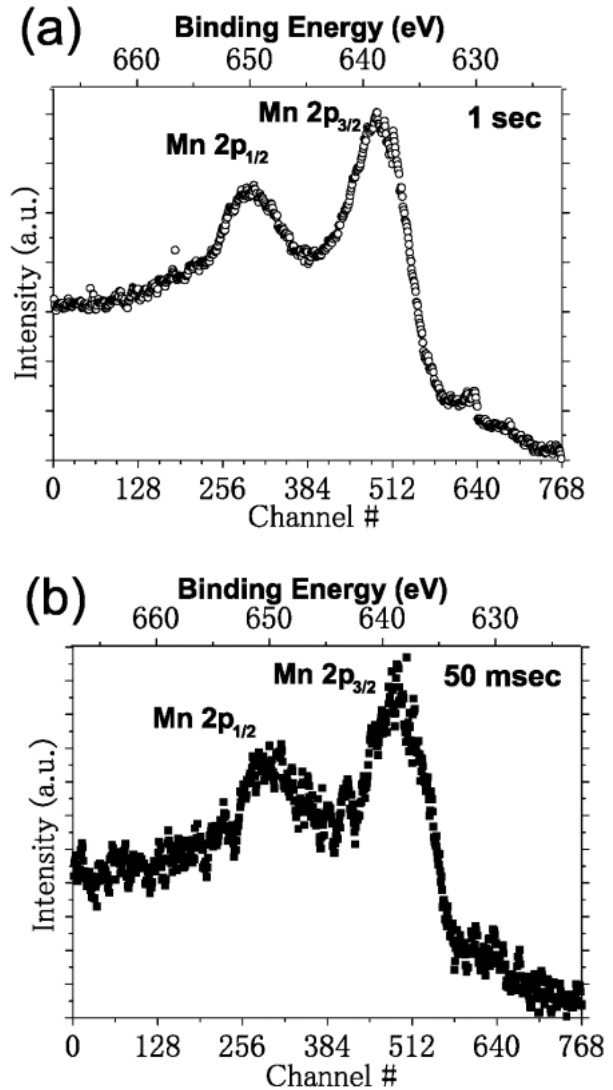 (a)
Binding Energy (eV)
660 650 640 630
Mn 2p3/2
1 sec
Mn 2p1/2
Intensity (a.u.)
0 128 256 384 512 640 768
Channel #
(b)
Binding Energy (eV)
660 650 640 630
Mn 2p3/2
50 msec
Mn 2p1/2
Intensity (a.u.)
0 128 256 384 512 640 768
Channel #